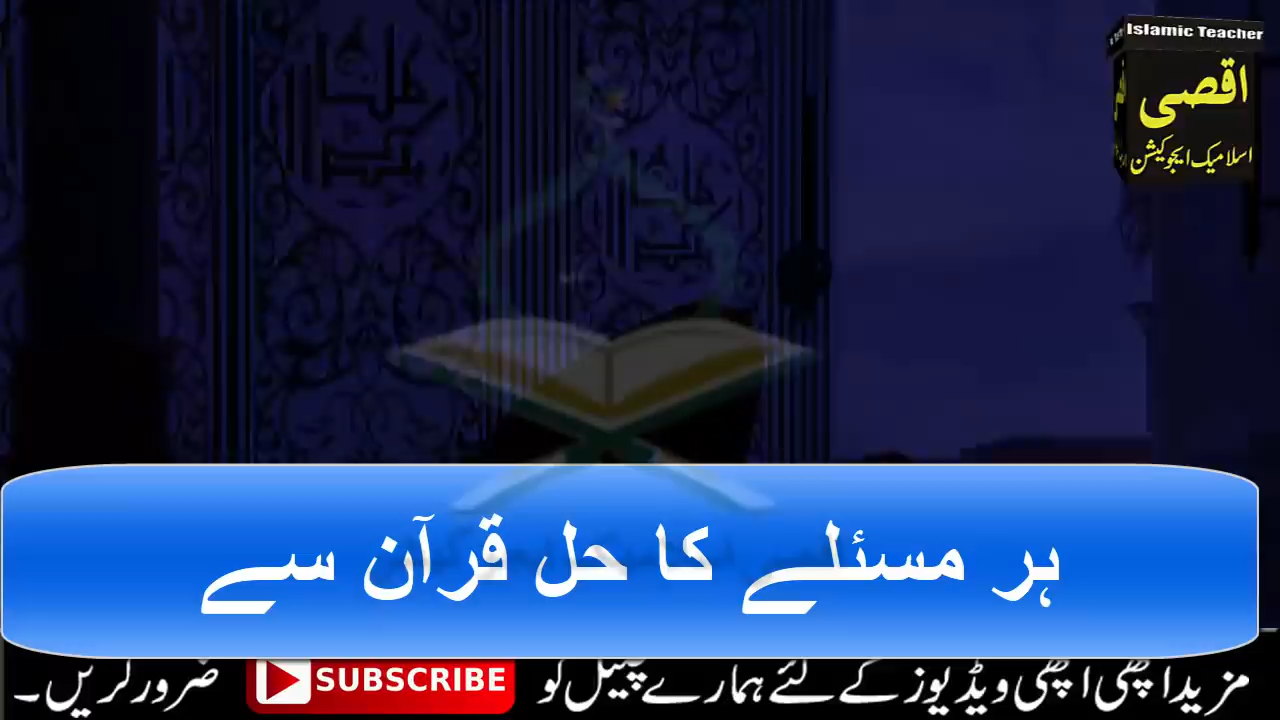 Islamic Teacher
اقصی
اسلامیک ایجوکیشن
ہر مسئلے کا حل قرآن سے
مزید اچھی اچھی ویڈیوز کے لئے ہمارے چینل کو SUBSCRIBE ضرور کریں۔